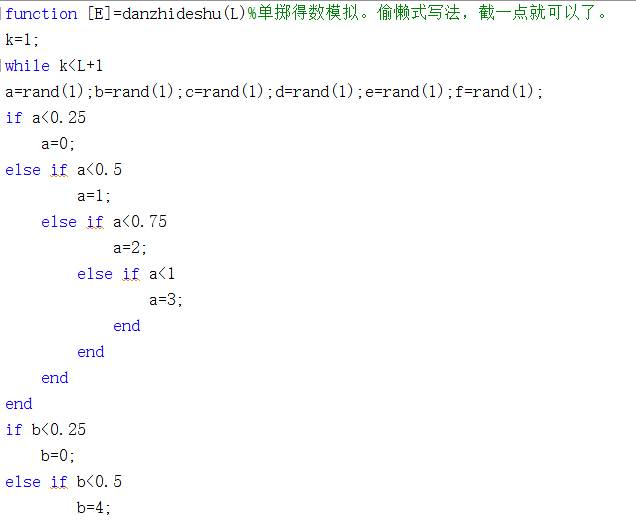 function [E]=danzhideshu(L)%单掷得数模拟。偷懒式写法，截一点就可以了。
k=1;
while k<L+1
a=rand(1);b=rand(1);c=rand(1);d=rand(1);e=rand(1);f=rand(1);
if a<0.25
    a=0;
else if a<0.5
        a=1;
    else if a<0.75
            a=2;
        else if a<1
                a=3;
            end
        end
    end
end
if b<0.25
    b=0;
else if b<0.5
        b=4;